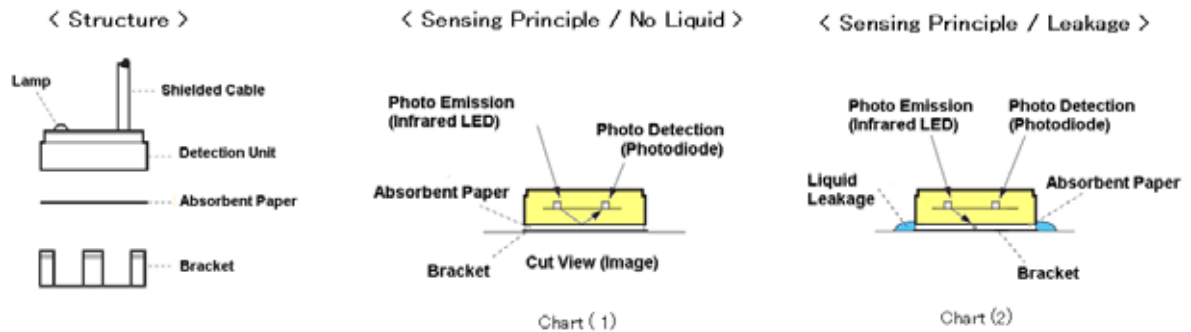 < Structure >
Lamp
Shielded Cable
Detection Unit
Absorbent Paper
Bracket
< Sensing Principle / No Liquid >
Photo Emission
(Infrared LED)
Photo Detection
(Photodiode)
Absorbent Paper
Bracket
Cut View (Image)
Chart ( 1 )
< Sensing Principle / Leakage >
Photo Emission
(Infrared LED)
Photo Detection
(Photodiode)
Liquid
Leakage
Absorbent Paper
Bracket
Chart (2)